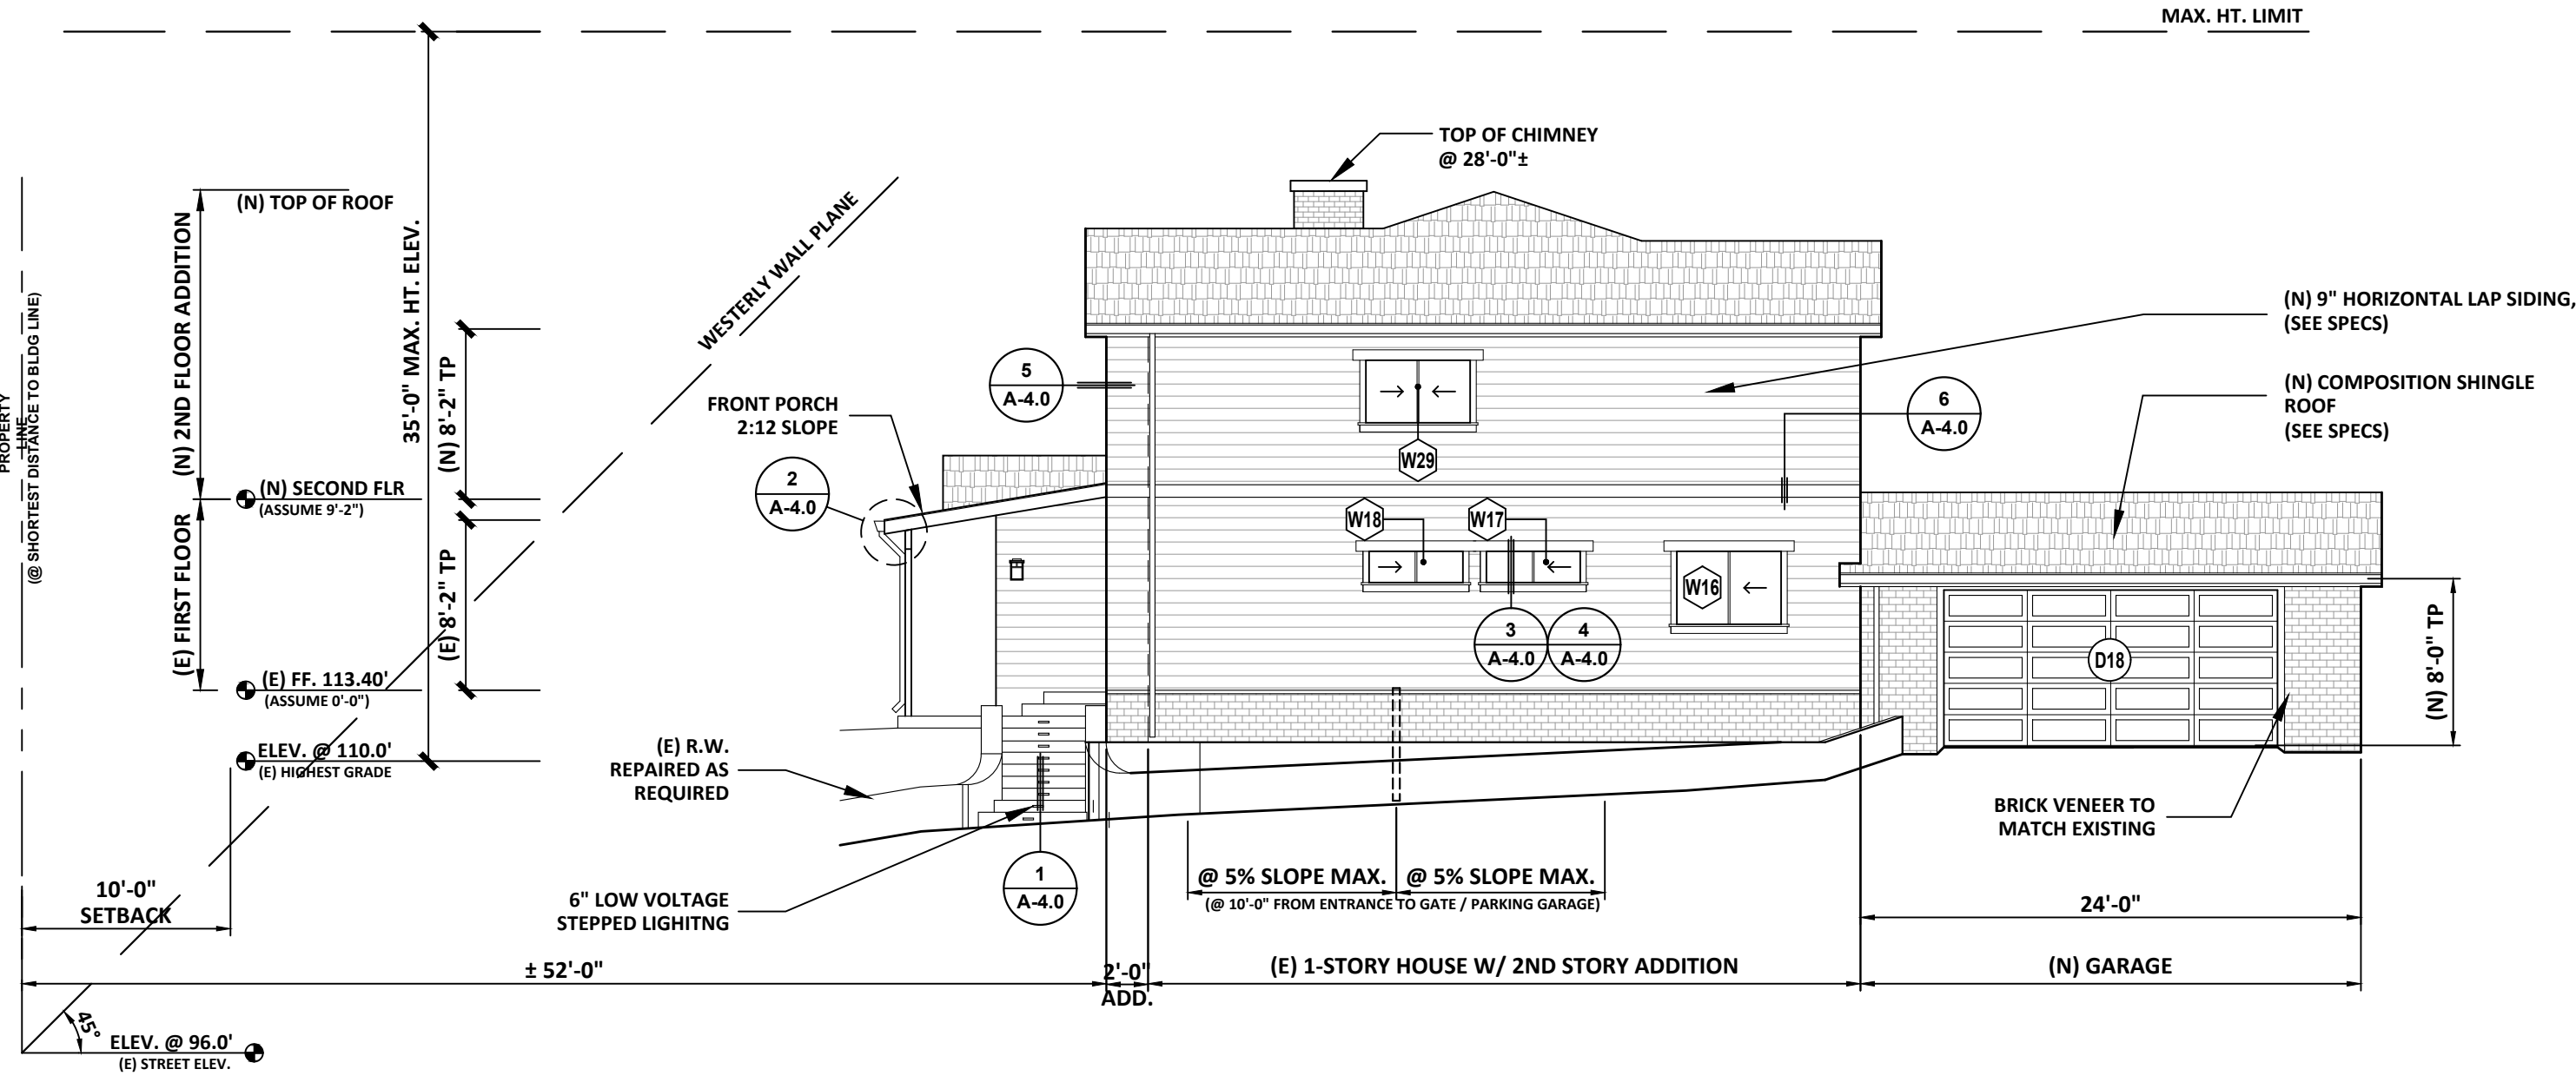 MAX. HT. LIMIT
TOP OF CHIMNEY
@ 28'-0"±
(N) TOP OF ROOF
(N) 2ND FLOOR ADDITION
35'-0" MAX. HT. ELEV.
WESTERLY WALL PLANE
PROPERTY
LINE
(@ SHORTEST DISTANCE TO BLDG LINE)
(N) 9" HORIZONTAL LAP SIDING,
(SEE SPECS)
(N) 8'-2" TP
5
A-4.0
FRONT PORCH
2:12 SLOPE
6
A-4.0
(N) COMPOSITION SHINGLE
ROOF
(SEE SPECS)
W29
2
A-4.0
(N) SECOND FLR
(ASSUME 9'-2")
W18
W17
(E) FIRST FLOOR
(E) 8'-2" TP
W16
3
A-4.0
4
A-4.0
D18
(N) 8'-0" TP
(E) FF. 113.40'
(ASSUME 0'-0")
ELEV. @ 110.0'
(E) HIGHEST GRADE
(E) R.W.
REPAIRED AS
REQUIRED
BRICK VENEER TO
MATCH EXISTING
10'-0"
SETBACK
6" LOW VOLTAGE
STEPPED LIGHITNG
1
A-4.0
@ 5% SLOPE MAX.
@ 5% SLOPE MAX.
(@ 10'-0" FROM ENTRANCE TO GATE / PARKING GARAGE)
24'-0"
± 52'-0"
2'-0"
ADD.
(E) 1-STORY HOUSE W/ 2ND STORY ADDITION
(N) GARAGE
45°
ELEV. @ 96.0'
(E) STREET ELEV.